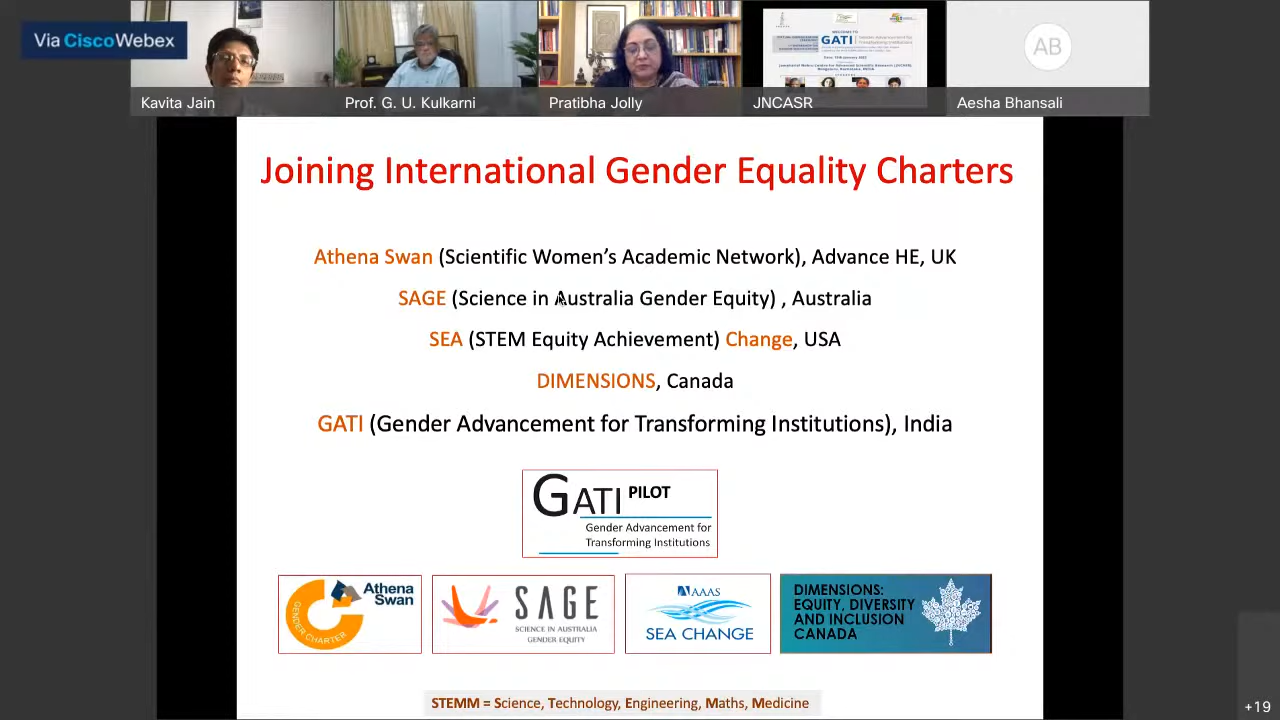 Via CiscoWebex
Kavita Jain
Prof. G. U. Kulkarni
Pratibha Jolly
WELCOME TO
GATI
JNCASR
AB
Aesha Bhansali
Joining International Gender Equality Charters
Athena Swan (Scientific Women’s Academic Network), Advance HE, UK
SAGE (Science in Australia Gender Equity) , Australia
SEA (STEM Equity Achievement) Change, USA
DIMENSIONS, Canada
GATI (Gender Advancement for Transforming Institutions), India
GATI PILOT
Gender Advancement for
Transforming Institutions
GENDER CHARTER
Athena
Swan
SAGE
SCIENCE IN AUSTRALIA
GENDER EQUITY
AAAS
SEA CHANGE
DIMENSIONS:
EQUITY, DIVERSITY
AND INCLUSION
CANADA
STEMM = Science, Technology, Engineering, Maths, Medicine
+19